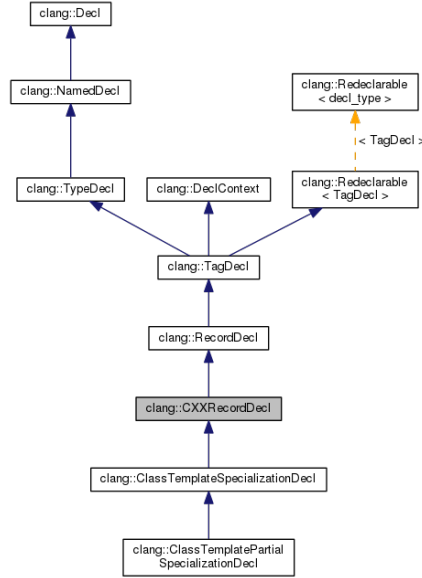 clang::Decl
clang::NamedDecl
clang::Redeclarable
< decl_type >
< TagDecl >
clang::TypeDecl
clang::DeclContext
clang::Redeclarable
< TagDecl >
clang::TagDecl
clang::RecordDecl
clang::CXXRecordDecl
clang::ClassTemplateSpecializationDecl
clang::ClassTemplatePartial
SpecializationDecl